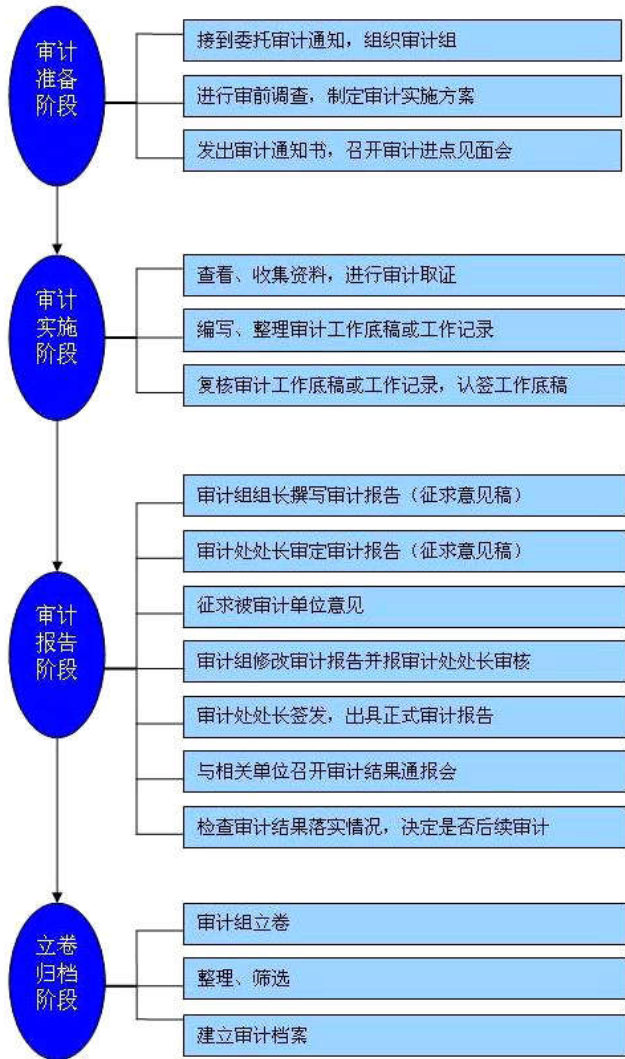 审计
准备
阶段
接到委托审计通知，组织审计组
进行审前调查，制定审计实施方案
发出审计通知书，召开审计进点见面会
审计
实施
阶段
查看、收集资料，进行审计取证
编写、整理审计工作底稿或工作记录
复核审计工作底稿或工作记录，认签工作底稿
审计
报告
阶段
审计组组长撰写审计报告（征求意见稿）
审计处处长审定审计报告（征求意见稿）
征求被审计单位意见
审计组修改审计报告并报审计处处长审核
审计处处长签发，出具正式审计报告
与相关单位召开审计结果通报会
检查审计结果落实情况，决定是否后续审计
立卷
归档
阶段
审计组立卷
整理、筛选
建立审计档案